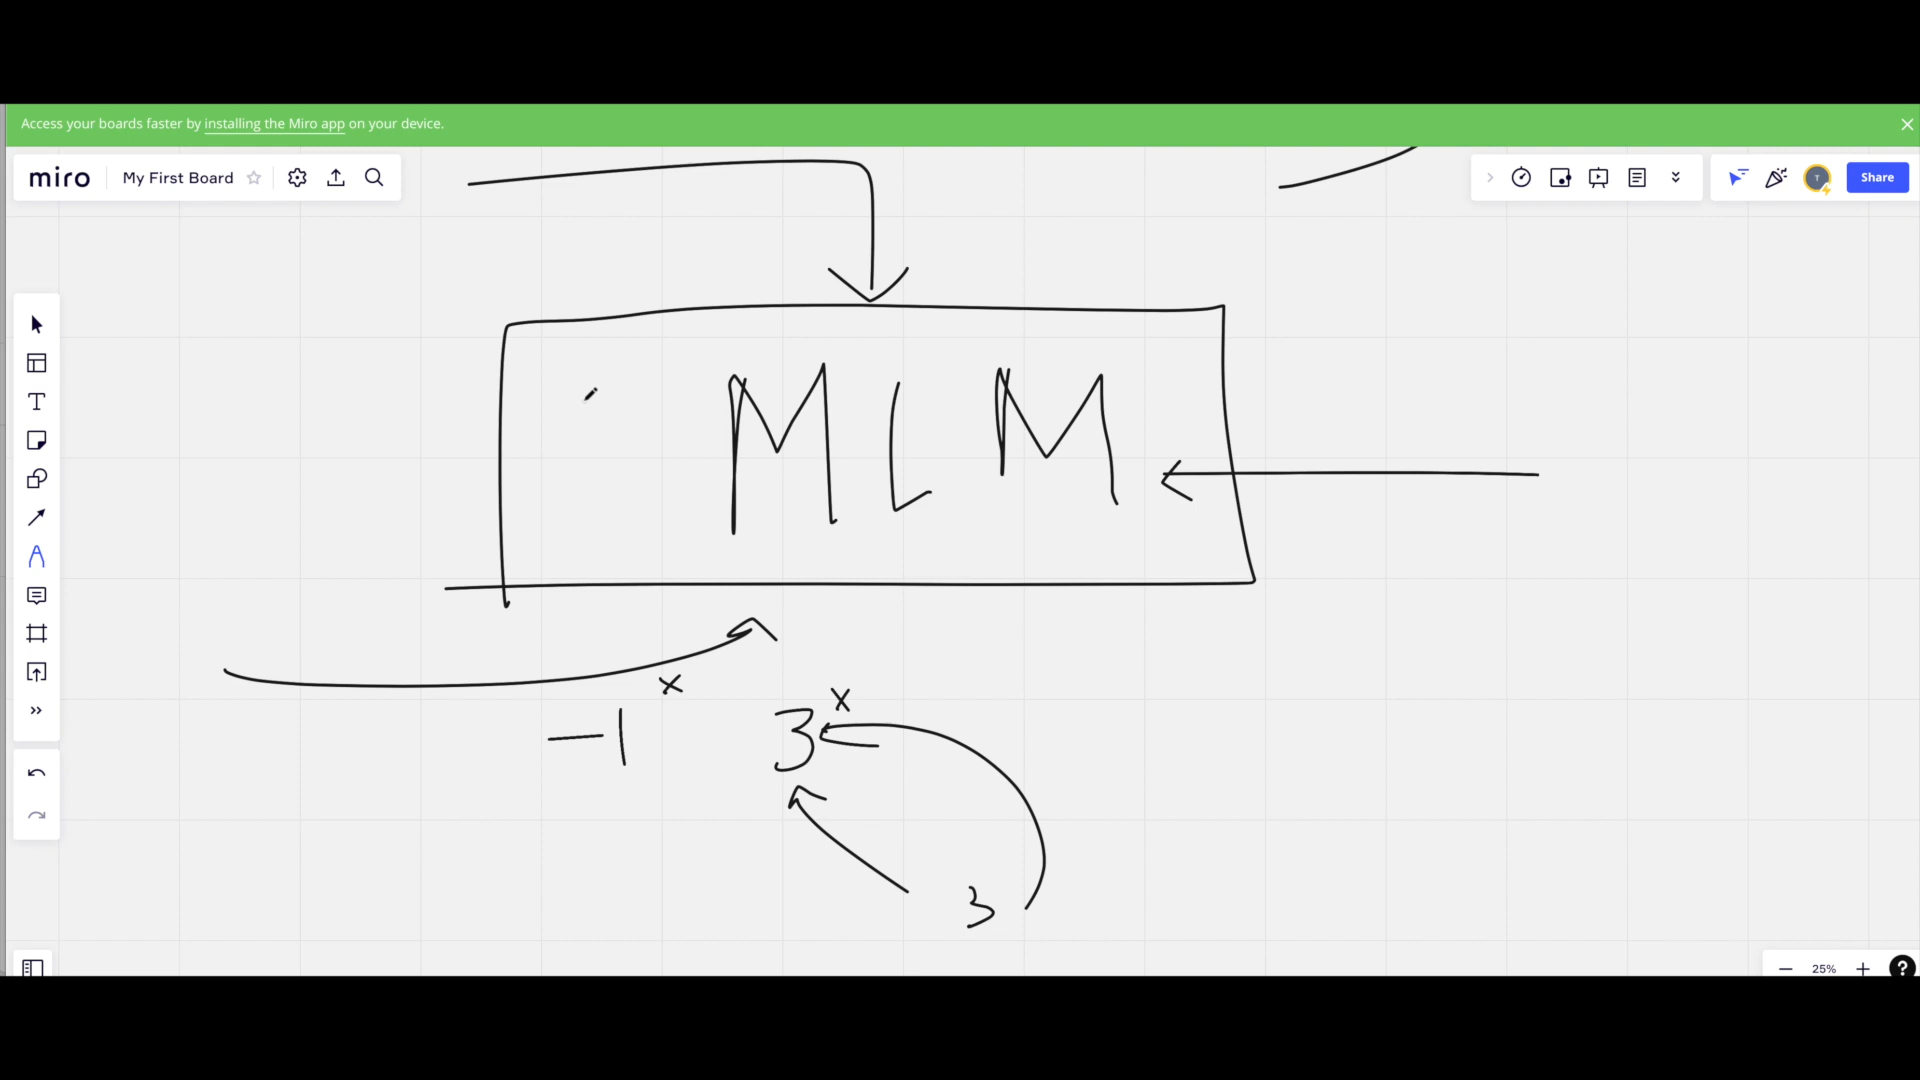 Access your boards faster by installing the Miro app on your device.
miro My First Board
T
Share
MLM
x x
-1 3
3
25%
?